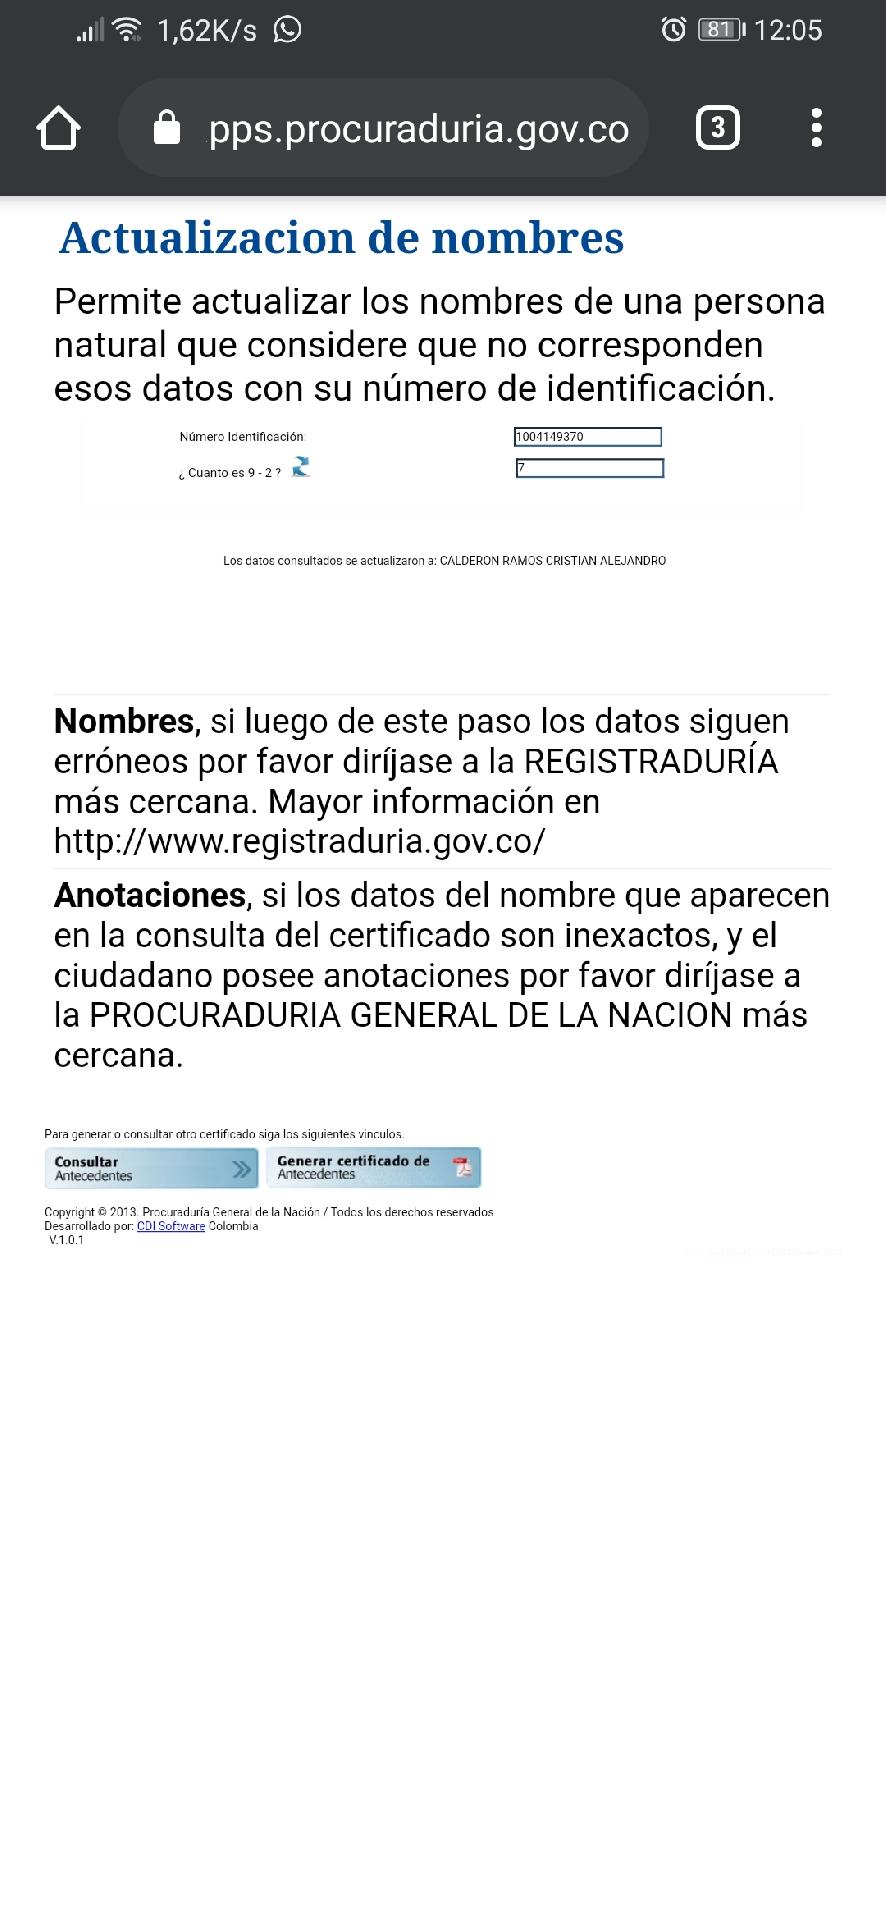 1,62K/s
81 12:05
pps.procuraduria.gov.co
3
Actualizacion de nombres
Permite actualizar los nombres de una persona
natural que considere que no corresponden
esos datos con su número de identificación.
Número Identificación: 1004149370
¿ Cuanto es 9 - 2 ? 7
Los datos consultados se actualizaron a: CALDERON RAMOS CRISTIAN ALEJANDRO
Nombres, si luego de este paso los datos siguen
erróneos por favor diríjase a la REGISTRADURÍA
más cercana. Mayor información en
http://www.registraduria.gov.co/
Anotaciones, si los datos del nombre que aparecen
en la consulta del certificado son inexactos, y el
ciudadano posee anotaciones por favor diríjase a
la PROCURADURIA GENERAL DE LA NACION más
cercana.
Para generar o consultar otro certificado siga los siguientes vinculos.
Consultar
Antecedentes
Generar certificado de
Antecedentes
Copyright © 2013. Procuraduría General de la Nación / Todos los derechos reservados
Desarrollado por: CDI Software Colombia
V.1.0.1